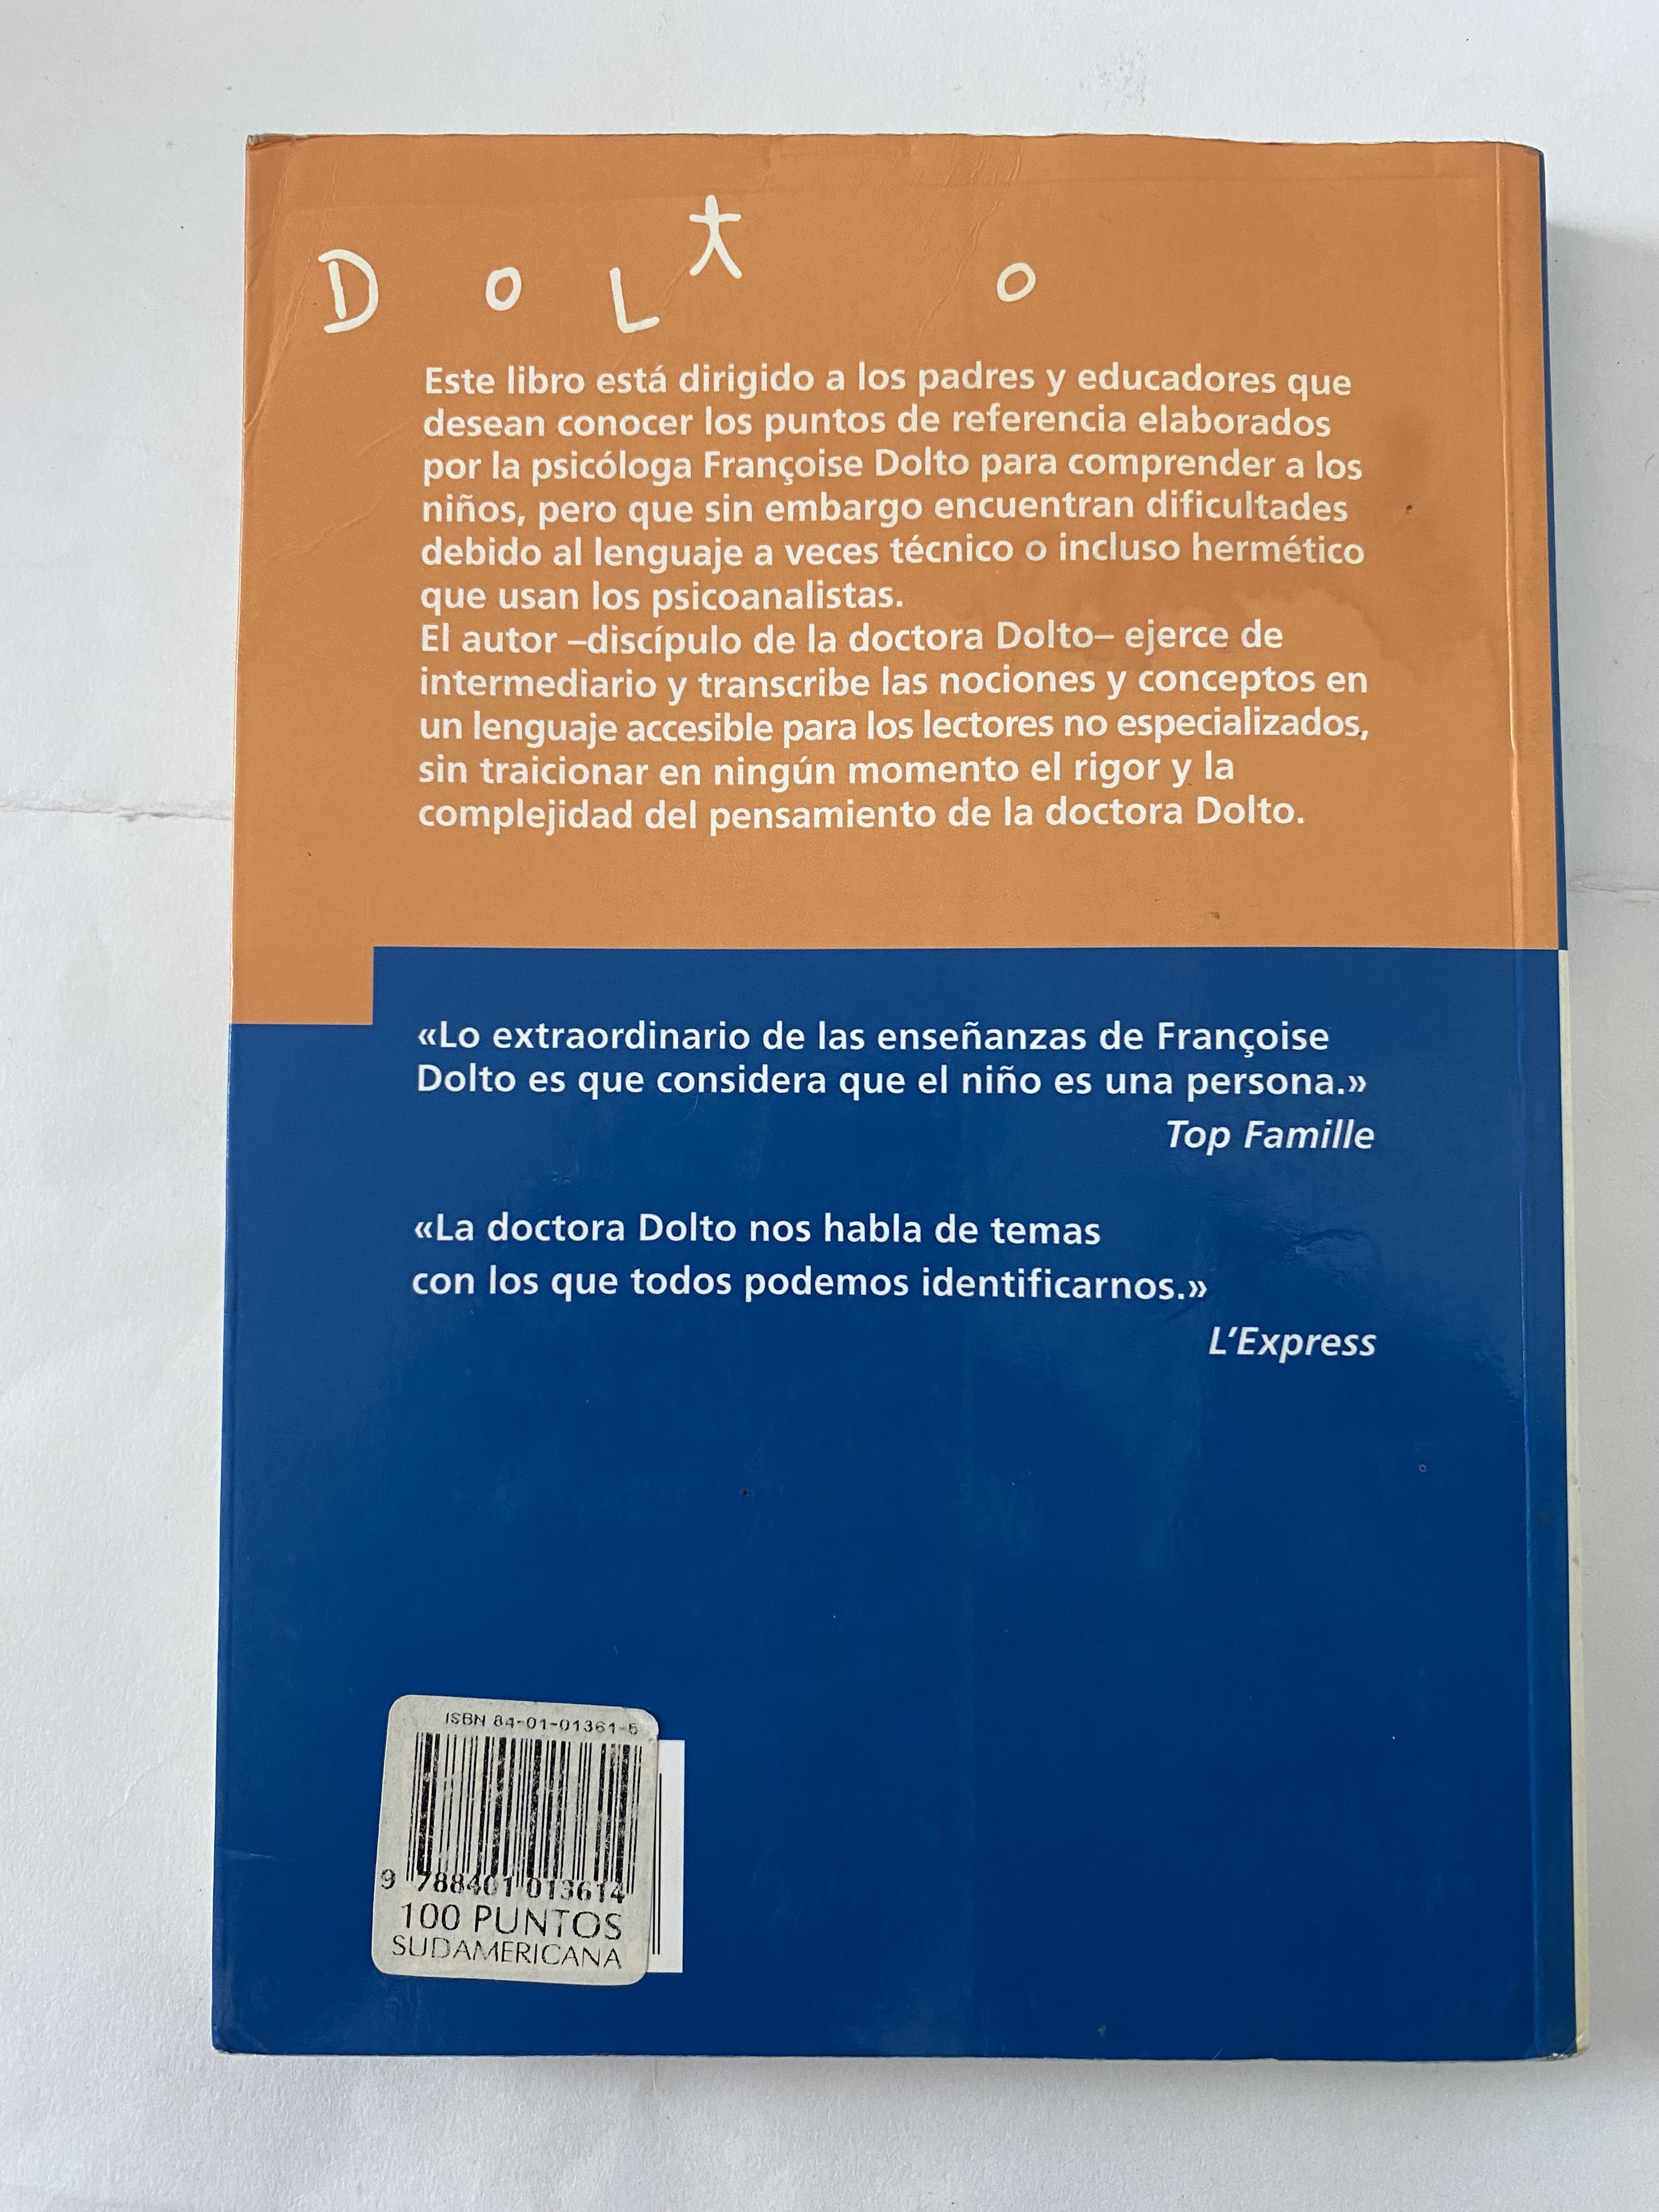 DOLTO
Este libro está dirigido a los padres y educadores que
desean conocer los puntos de referencia elaborados
por la psicóloga Françoise Dolto para comprender a los
niños, pero que sin embargo encuentran dificultades
debido al lenguaje a veces técnico o incluso hermético
que usan los psicoanalistas.
El autor –discípulo de la doctora Dolto– ejerce de
intermediario y transcribe las nociones y conceptos en
un lenguaje accesible para los lectores no especializados,
sin traicionar en ningún momento el rigor y la
complejidad del pensamiento de la doctora Dolto.
«Lo extraordinario de las enseñanzas de Françoise
Dolto es que considera que el niño es una persona.»
Top Famille
«La doctora Dolto nos habla de temas
con los que todos podemos identificarnos.»
L'Express
ISBN 84-01-01361-5
9 788401 013614
100 PUNTOS
SUDAMERICANA